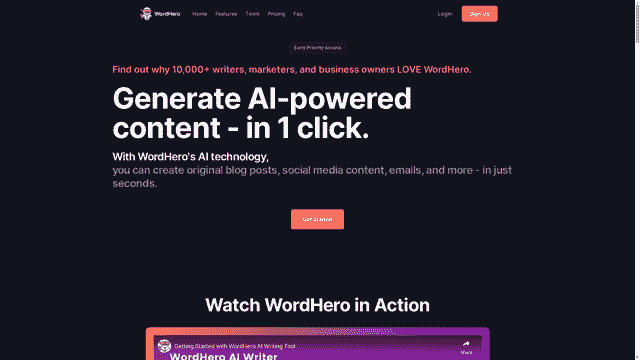 WordHero Home Features Tools Pricing Faq Login Sign Up
Early Priority Access
Find out why 10,000+ writers, marketers, and business owners LOVE WordHero.
Generate AI-powered
content - in 1 click.
With WordHero's AI technology,
you can create original blog posts, social media content, emails, and more - in just
seconds.
Get Started
Watch WordHero in Action
Getting Started with WordHero AI Writing Tool
Share
WordHero AI Writer